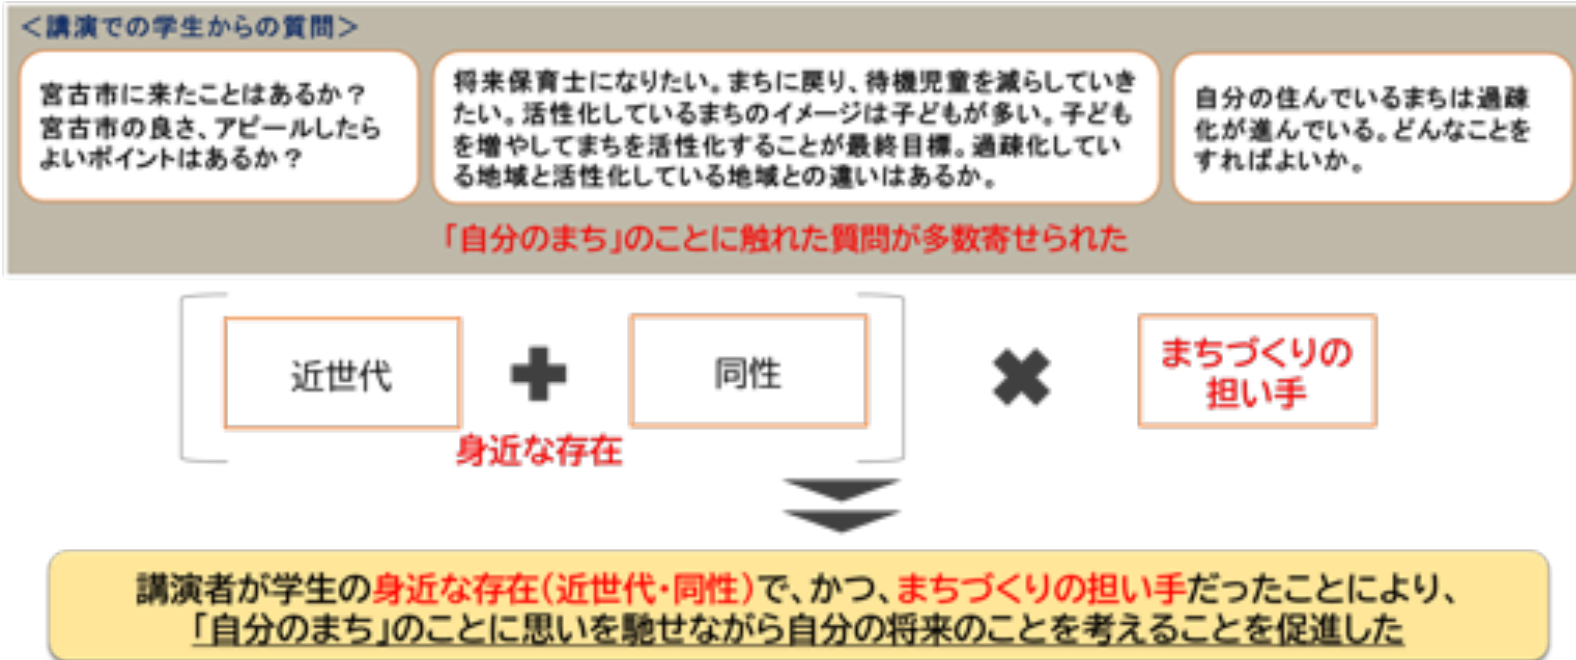 ＜講演での学生からの質問＞
宮古市に来たことはあるか？
宮古市の良さ、アピールしたら
よいポイントはあるか？
将来保育士になりたい。まちに戻り、待機児童を減らしていき
たい。活性化しているまちのイメージは子どもが多い。子ども
を増やしてまちを活性化することが最終目標。過疎化してい
る地域と活性化している地域との違いはあるか。
自分の住んでいるまちは過疎
化が進んでいる。どんなことを
すればよいか。
「自分のまち」のことに触れた質問が多数寄せられた
近世代
同性
身近な存在
まちづくりの
担い手
講演者が学生の身近な存在（近世代・同性）で、かつ、まちづくりの担い手だったことにより、
「自分のまち」のことに思いを馳せながら自分の将来のことを考えることを促進した